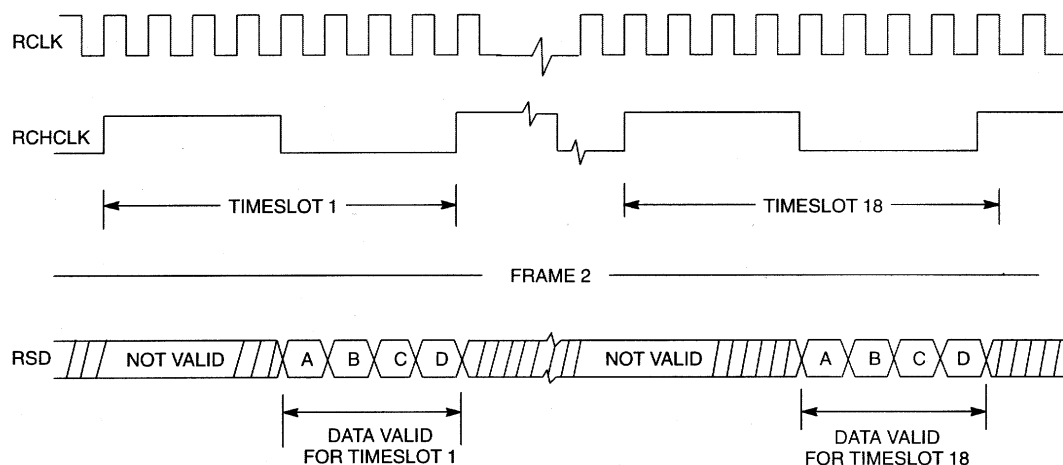 RCLK
RCHCLK
TIMESLOT 1 TIMESLOT 18
FRAME 2
RSD NOT VALID A B C D NOT VALID A B C D
DATA VALID
FOR TIMESLOT 1
DATA VALID
FOR TIMESLOT 18